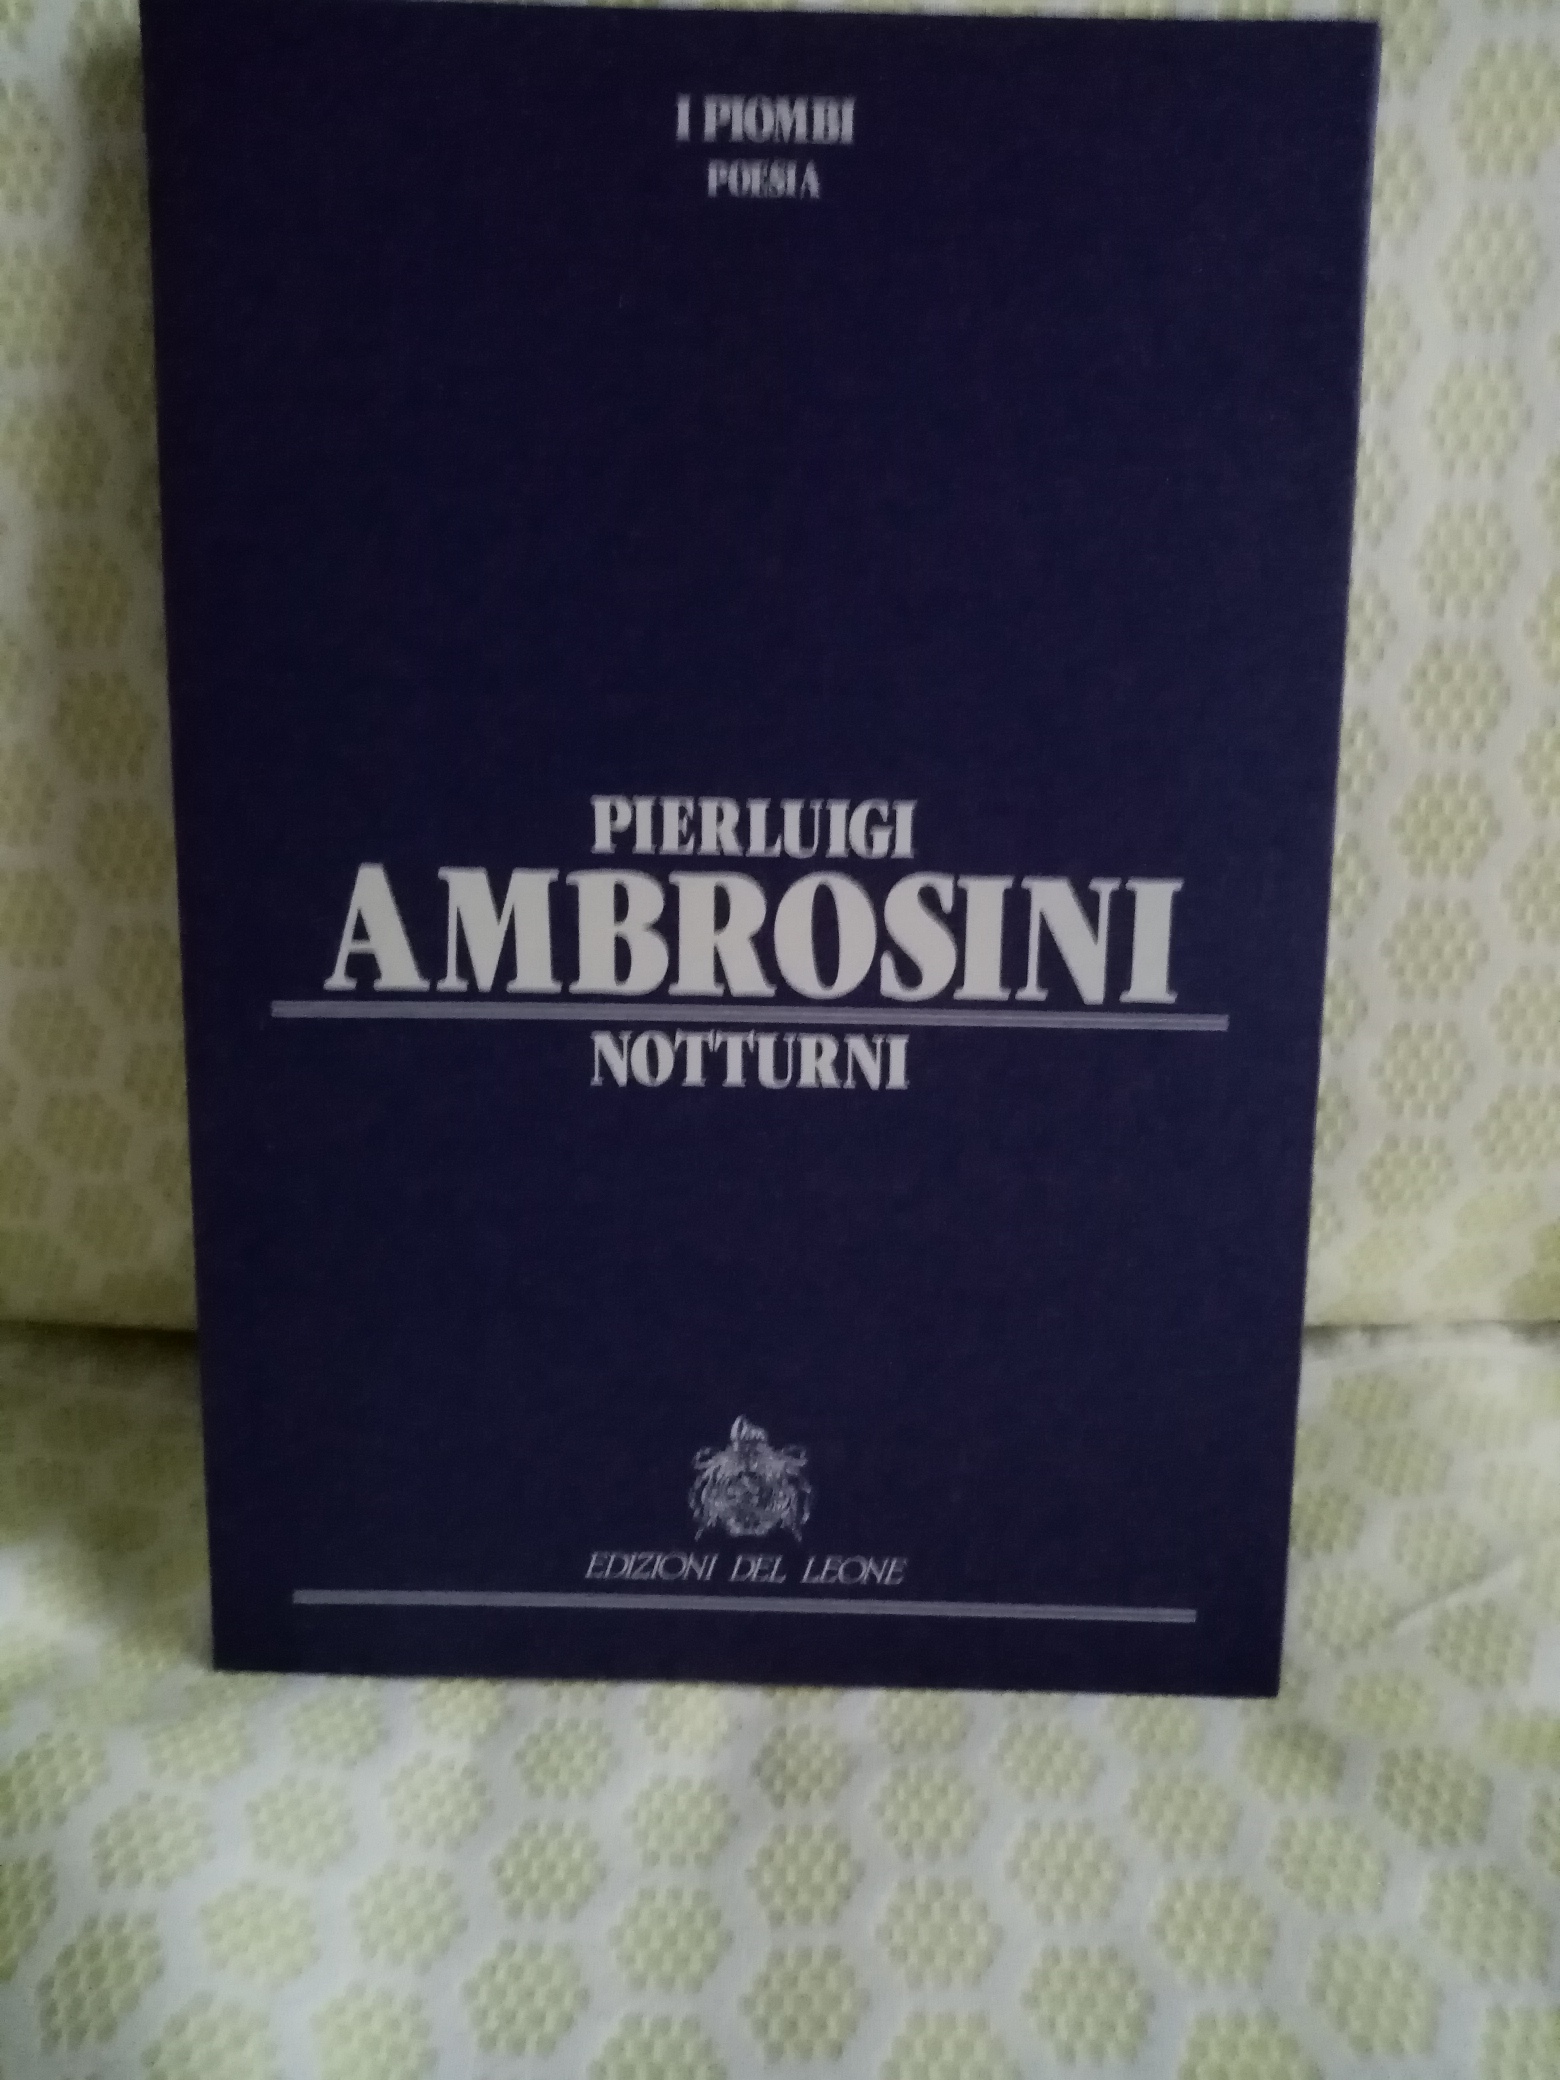 I PIOMBI
POESIA
PIERLUIGI
AMBROSINI
NOTTURNI
EDIZIONI DEL LEONE